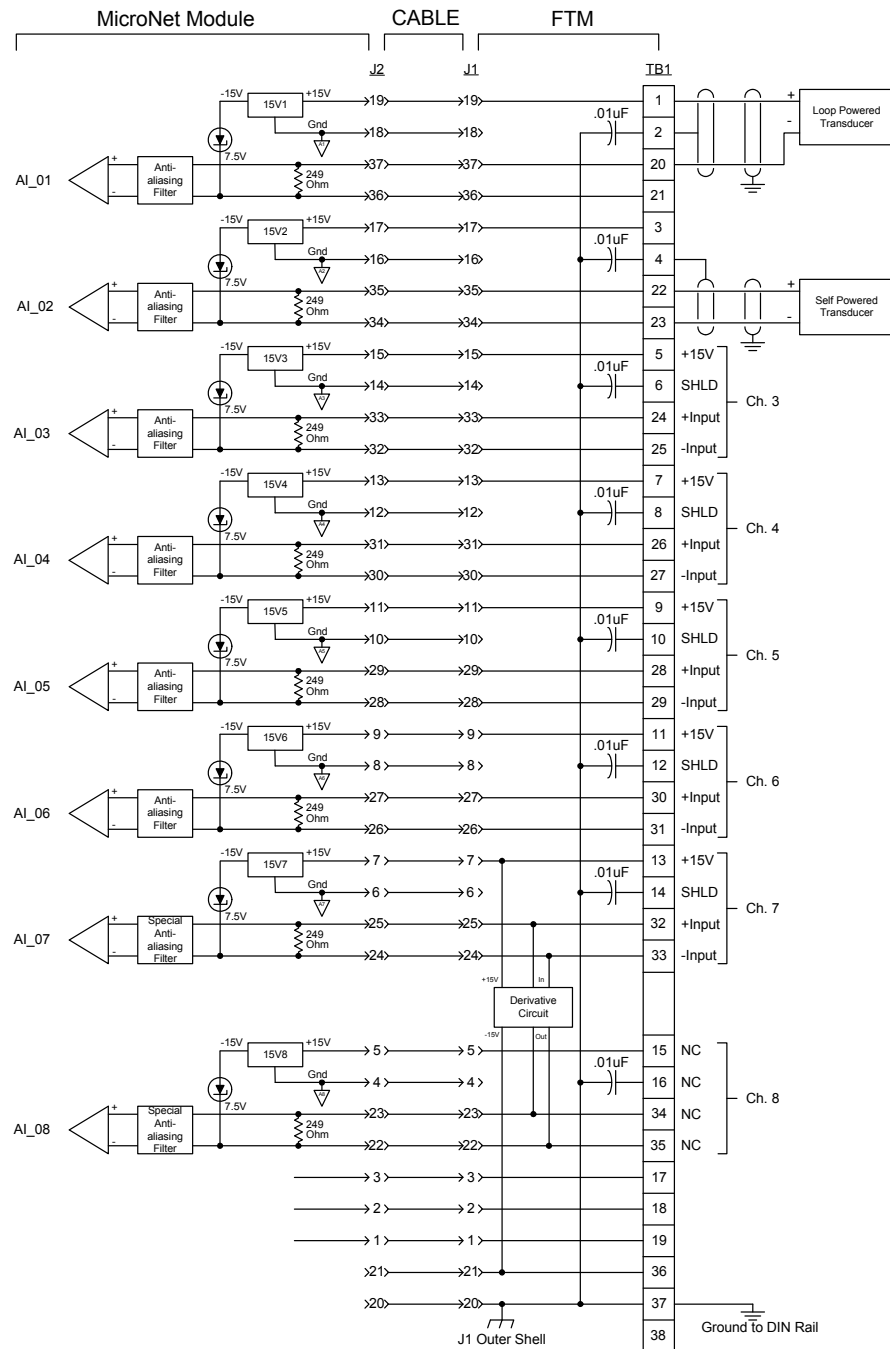 MicroNet Module CABLE FTM
J2 J1 TB1
-15V 15V1 +15V 19 19 1 + Loop Powered Transducer
Gnd A1 18 18 .01uF 2 -
7.5V
AI_01 + Anti-aliasing Filter 249 Ohm 37 37 20
- 36 36 21
-15V 15V2 +15V 17 17 3
Gnd A2 16 16 .01uF 4
7.5V
AI_02 + Anti-aliasing Filter 249 Ohm 35 35 22 + Self Powered Transducer
- 34 34 23 -
-15V 15V3 +15V 15 15 5 +15V
Gnd A3 14 14 .01uF 6 SHLD
7.5V Ch. 3
AI_03 + Anti-aliasing Filter 249 Ohm 33 33 24 +Input
- 32 32 25 -Input
-15V 15V4 +15V 13 13 7 +15V
Gnd A4 12 12 .01uF 8 SHLD
7.5V Ch. 4
AI_04 + Anti-aliasing Filter 249 Ohm 31 31 26 +Input
- 30 30 27 -Input
-15V 15V5 +15V 11 11 9 +15V
Gnd A5 10 10 .01uF 10 SHLD
7.5V Ch. 5
AI_05 + Anti-aliasing Filter 249 Ohm 29 29 28 +Input
- 28 28 29 -Input
-15V 15V6 +15V 9 9 11 +15V
Gnd A6 8 8 .01uF 12 SHLD
7.5V Ch. 6
AI_06 + Anti-aliasing Filter 249 Ohm 27 27 30 +Input
- 26 26 31 -Input
-15V 15V7 +15V 7 7 13 +15V
Gnd A7 6 6 .01uF 14 SHLD
7.5V Ch. 7
AI_07 + Special Anti-aliasing Filter 249 Ohm 25 25 32 +Input
- 24 24 33 -Input
+15V In
Derivative Circuit
-15V Out
-15V 15V8 +15V 5 5 15 NC
Gnd A8 4 4 .01uF 16 NC
7.5V Ch. 8
AI_08 + Special Anti-aliasing Filter 249 Ohm 23 23 34 NC
- 22 22 35 NC
3 3 17
2 2 18
1 1 19
21 21 36
20 20 37
J1 Outer Shell 38 Ground to DIN Rail